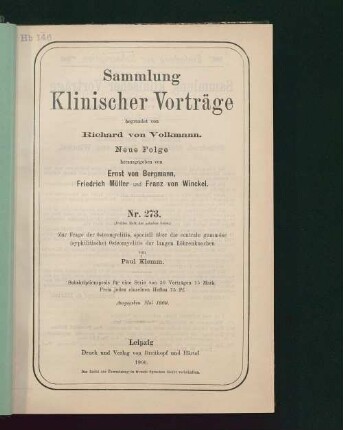 Sammlung
Klinischer Vorträge
begründet von
Richard von Volkmann.
Neue Folge
herausgegeben von
Ernst von Bergmann,
Friedrich Müller und Franz von Winckel.
Nr. 273.
Zur Frage der Osteomyelitis, speciell über die centrale gummöse
syphilitischer Osteomyelitis der langen Röhrenknochen
von
Paul Klemm.
Subskriptionspreis für eine Serie von 30 Vorträgen 15 Mark.
Preis jedes einzelnen Heftes 75 Pf.
Ausgegeben Mai 1900.
Leipzig
Druck und Verlag von Breitkopf und Härtel
1900.